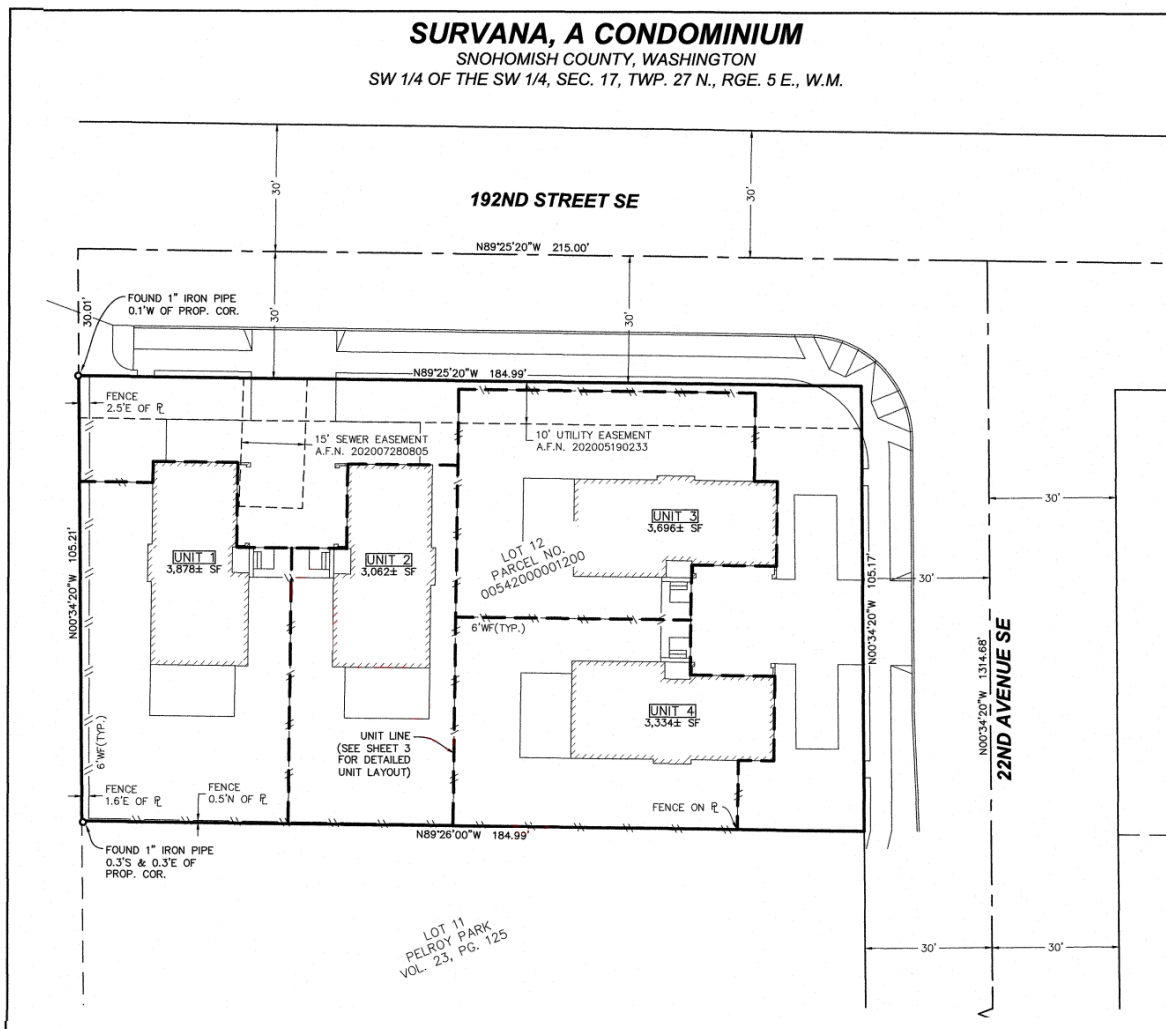 SURVANA, A CONDOMINIUM
SNOHOMISH COUNTY, WASHINGTON
SW 1/4 OF THE SW 1/4, SEC. 17, TWP. 27 N., RGE. 5 E., W.M.
30'
30'
192ND STREET SE
N89°25'20"W 215.00'
30.01'
FOUND 1" IRON PIPE
0.1'W OF PROP. COR.
30'
30'
N89°25'20"W 184.99'
FENCE
2.5'E OF ⅊
15' SEWER EASEMENT
A.F.N. 202007280805
10' UTILITY EASEMENT
A.F.N. 202005190233
30'
UNIT 3
3,696± SF
LOT 12
PARCEL NO.
00542000001200
UNIT 1
3,878± SF
UNIT 2
3,062± SF
N00°34'20"W 105.21'
N00°34'20"W 105.17'
30'
6'WF(TYP.)
N00°34'20"W 1314.68'
22ND AVENUE SE
UNIT 4
3,334± SF
6'WF(TYP.)
UNIT LINE
(SEE SHEET 3
FOR DETAILED
UNIT LAYOUT)
FENCE
1.6'E OF ⅊
FENCE
0.5'N OF ⅊
FENCE ON ⅊
N89°26'00"W 184.99'
FOUND 1" IRON PIPE
0.3'S & 0.3'E OF
PROP. COR.
LOT 11
PELROY PARK
VOL. 23, PG. 125
30'
30'